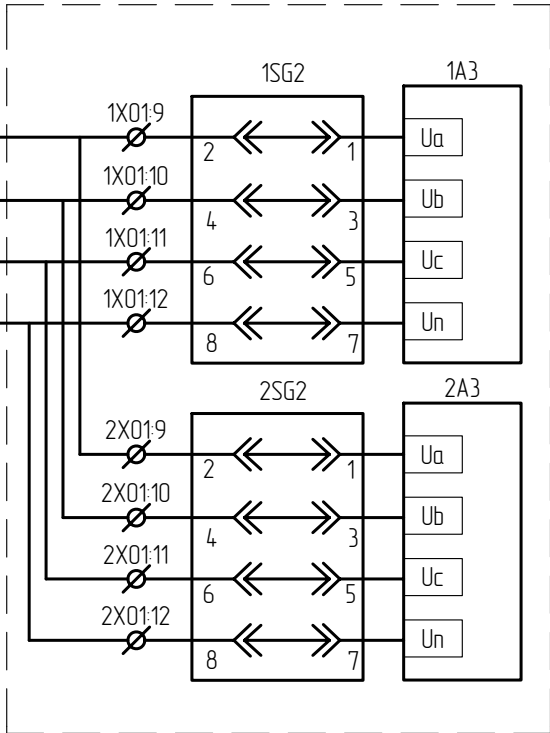 1SG2 1A3
1X01:9
2 1 Ua
1X01:10
4 3 Ub
1X01:11
6 5 Uc
1X01:12
8 7 Un
2SG2 2A3
2X01:9
2 1 Ua
2X01:10
4 3 Ub
2X01:11
6 5 Uc
2X01:12
8 7 Un